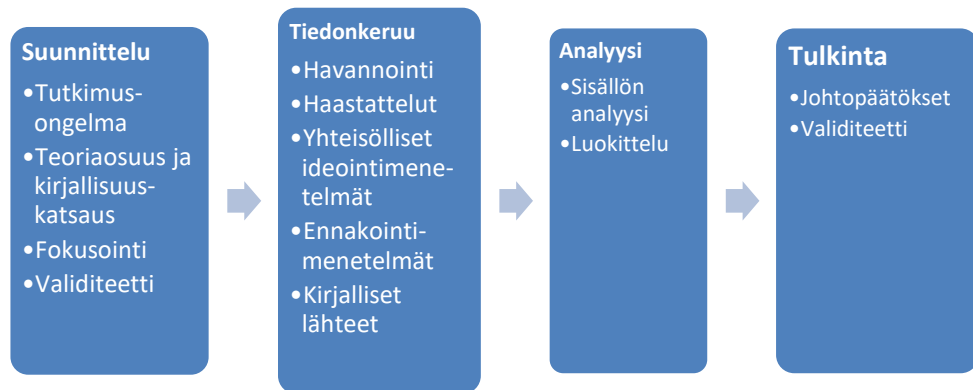 Suunnittelu
•Tutkimus-
ongelma
•Teoriaosuus ja
kirjallisuus-
katsaus
•Fokusointi
•Validiteetti
Tiedonkeruu
•Havannointi
•Haastattelut
•Yhteisölliset
ideointimene-
telmät
•Ennakointi-
menetelmät
•Kirjalliset
lähteet
Analyysi
•Sisällön
analyysi
•Luokittelu
Tulkinta
•Johtopäätökset
•Validiteetti